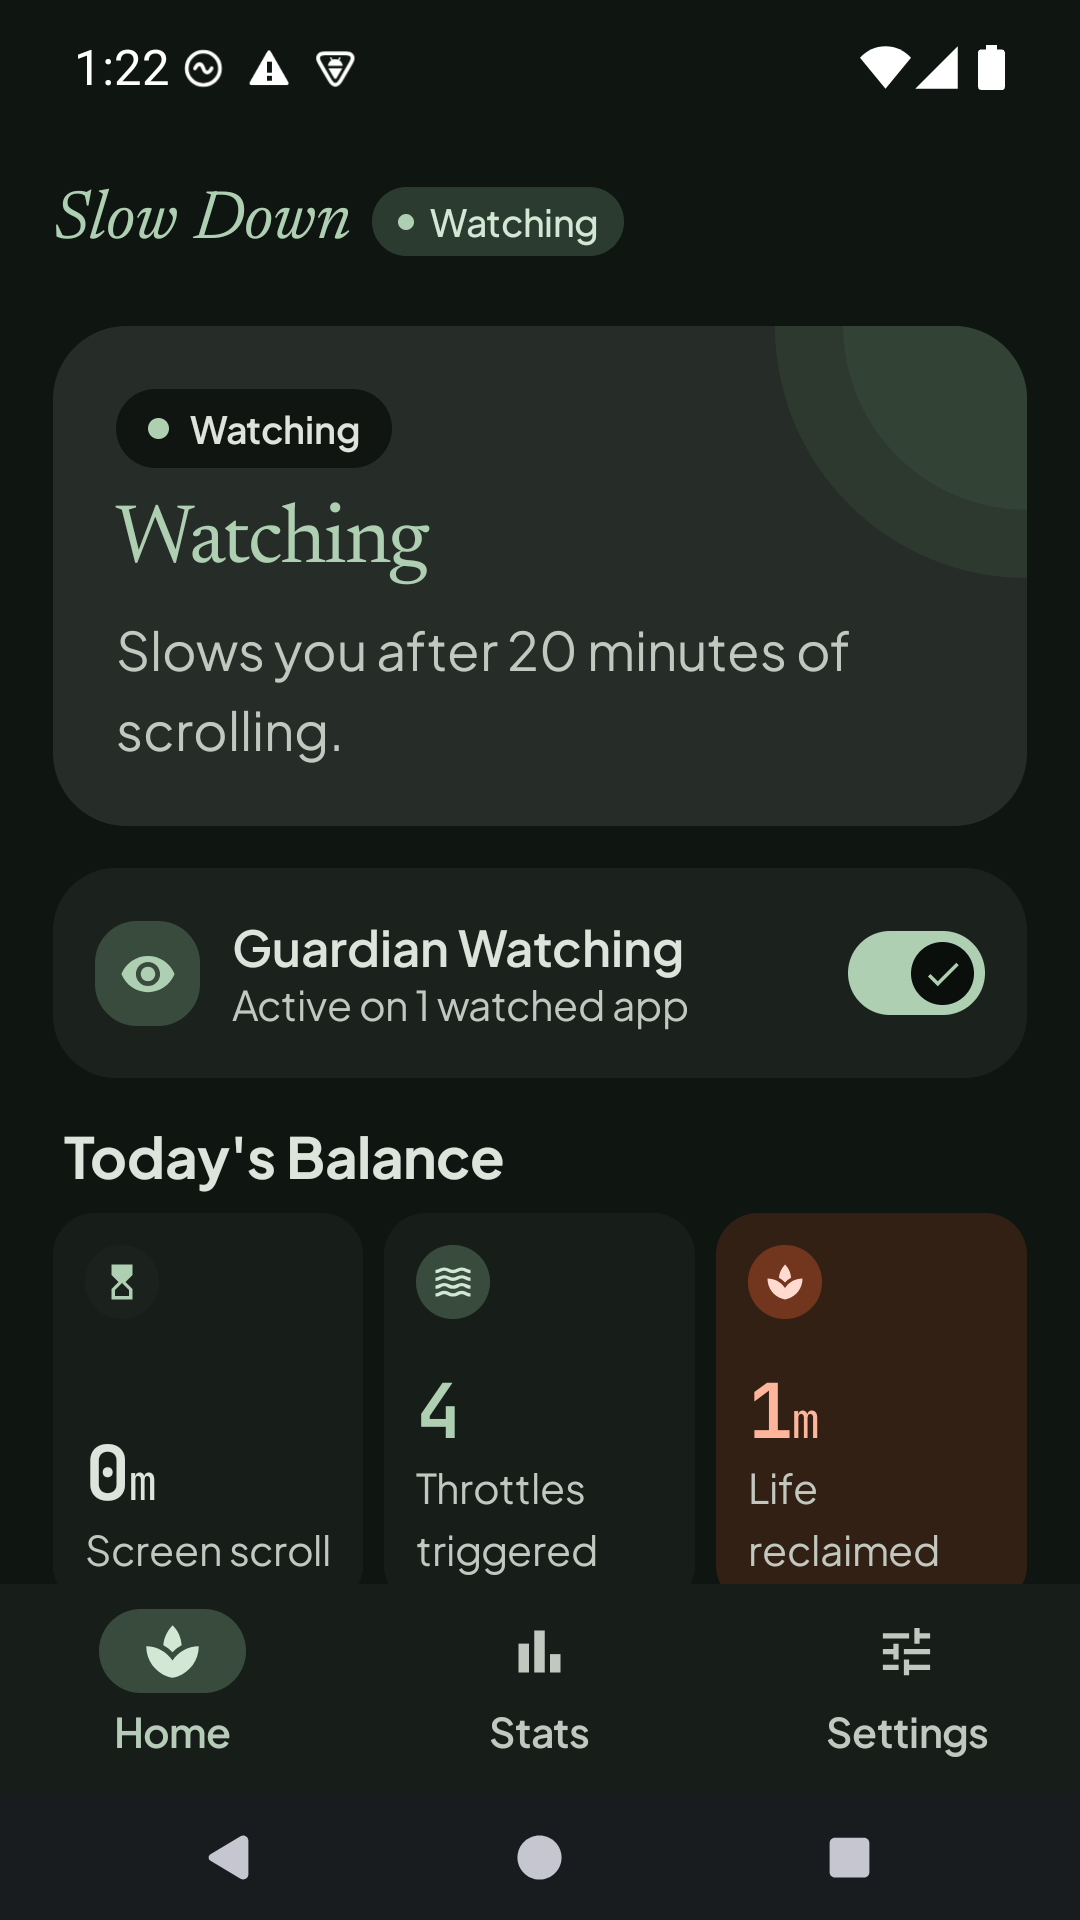 1:22
Slow Down
Watching
Watching
Watching
Slows you after 20 minutes of
scrolling.
Guardian Watching
Active on 1 watched app
Today's Balance
0m
Screen scroll
4
Throttles
triggered
1m
Life
reclaimed
Home
Stats
Settings